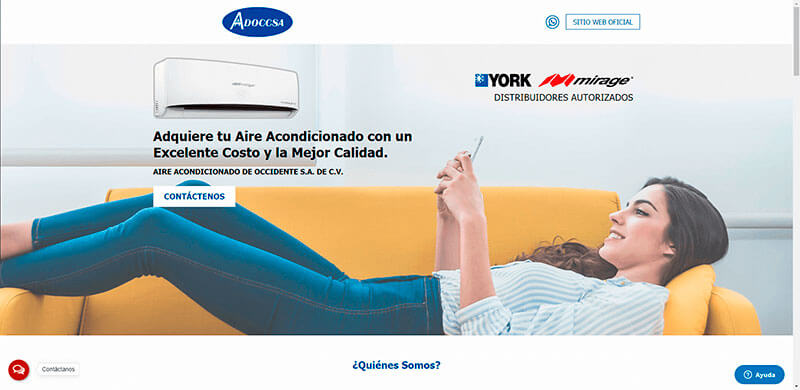 ADOCCSA
SITIO WEB OFICIAL
mirage
YORK mirage
DISTRIBUIDORES AUTORIZADOS
Adquiere tu Aire Acondicionado con un
Excelente Costo y la Mejor Calidad.
AIRE ACONDICIONADO DE OCCIDENTE S.A. DE C.V.
CONTÁCTENOS
¿Quiénes Somos?
Contáctanos
Ayuda